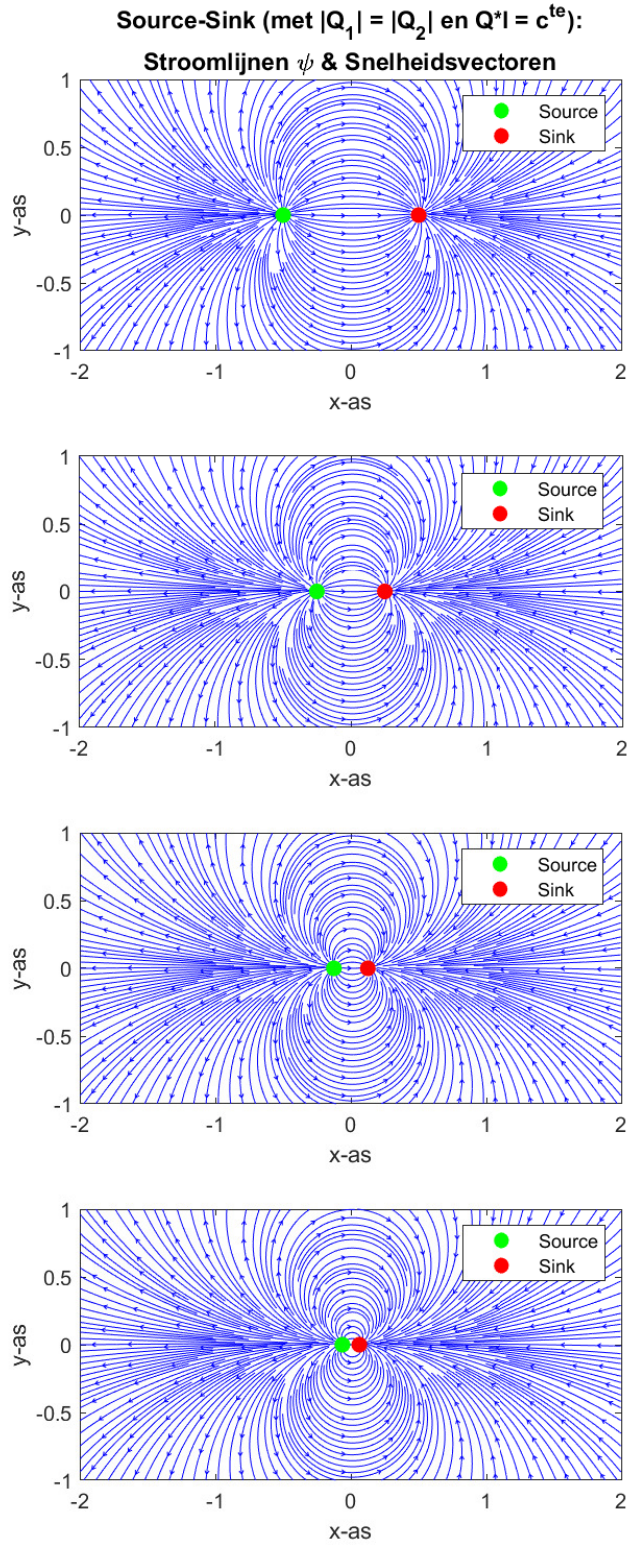 Source-Sink (met |Q_1| = |Q_2| en Q*l = c^te):
Stroomlijnen ψ & Snelheidsvectoren
1
0.5
0
-0.5
-1
y-as
Source
Sink
-2 -1 0 1 2
x-as
1
0.5
0
-0.5
-1
y-as
Source
Sink
-2 -1 0 1 2
x-as
1
0.5
0
-0.5
-1
y-as
Source
Sink
-2 -1 0 1 2
x-as
1
0.5
0
-0.5
-1
y-as
Source
Sink
-2 -1 0 1 2
x-as